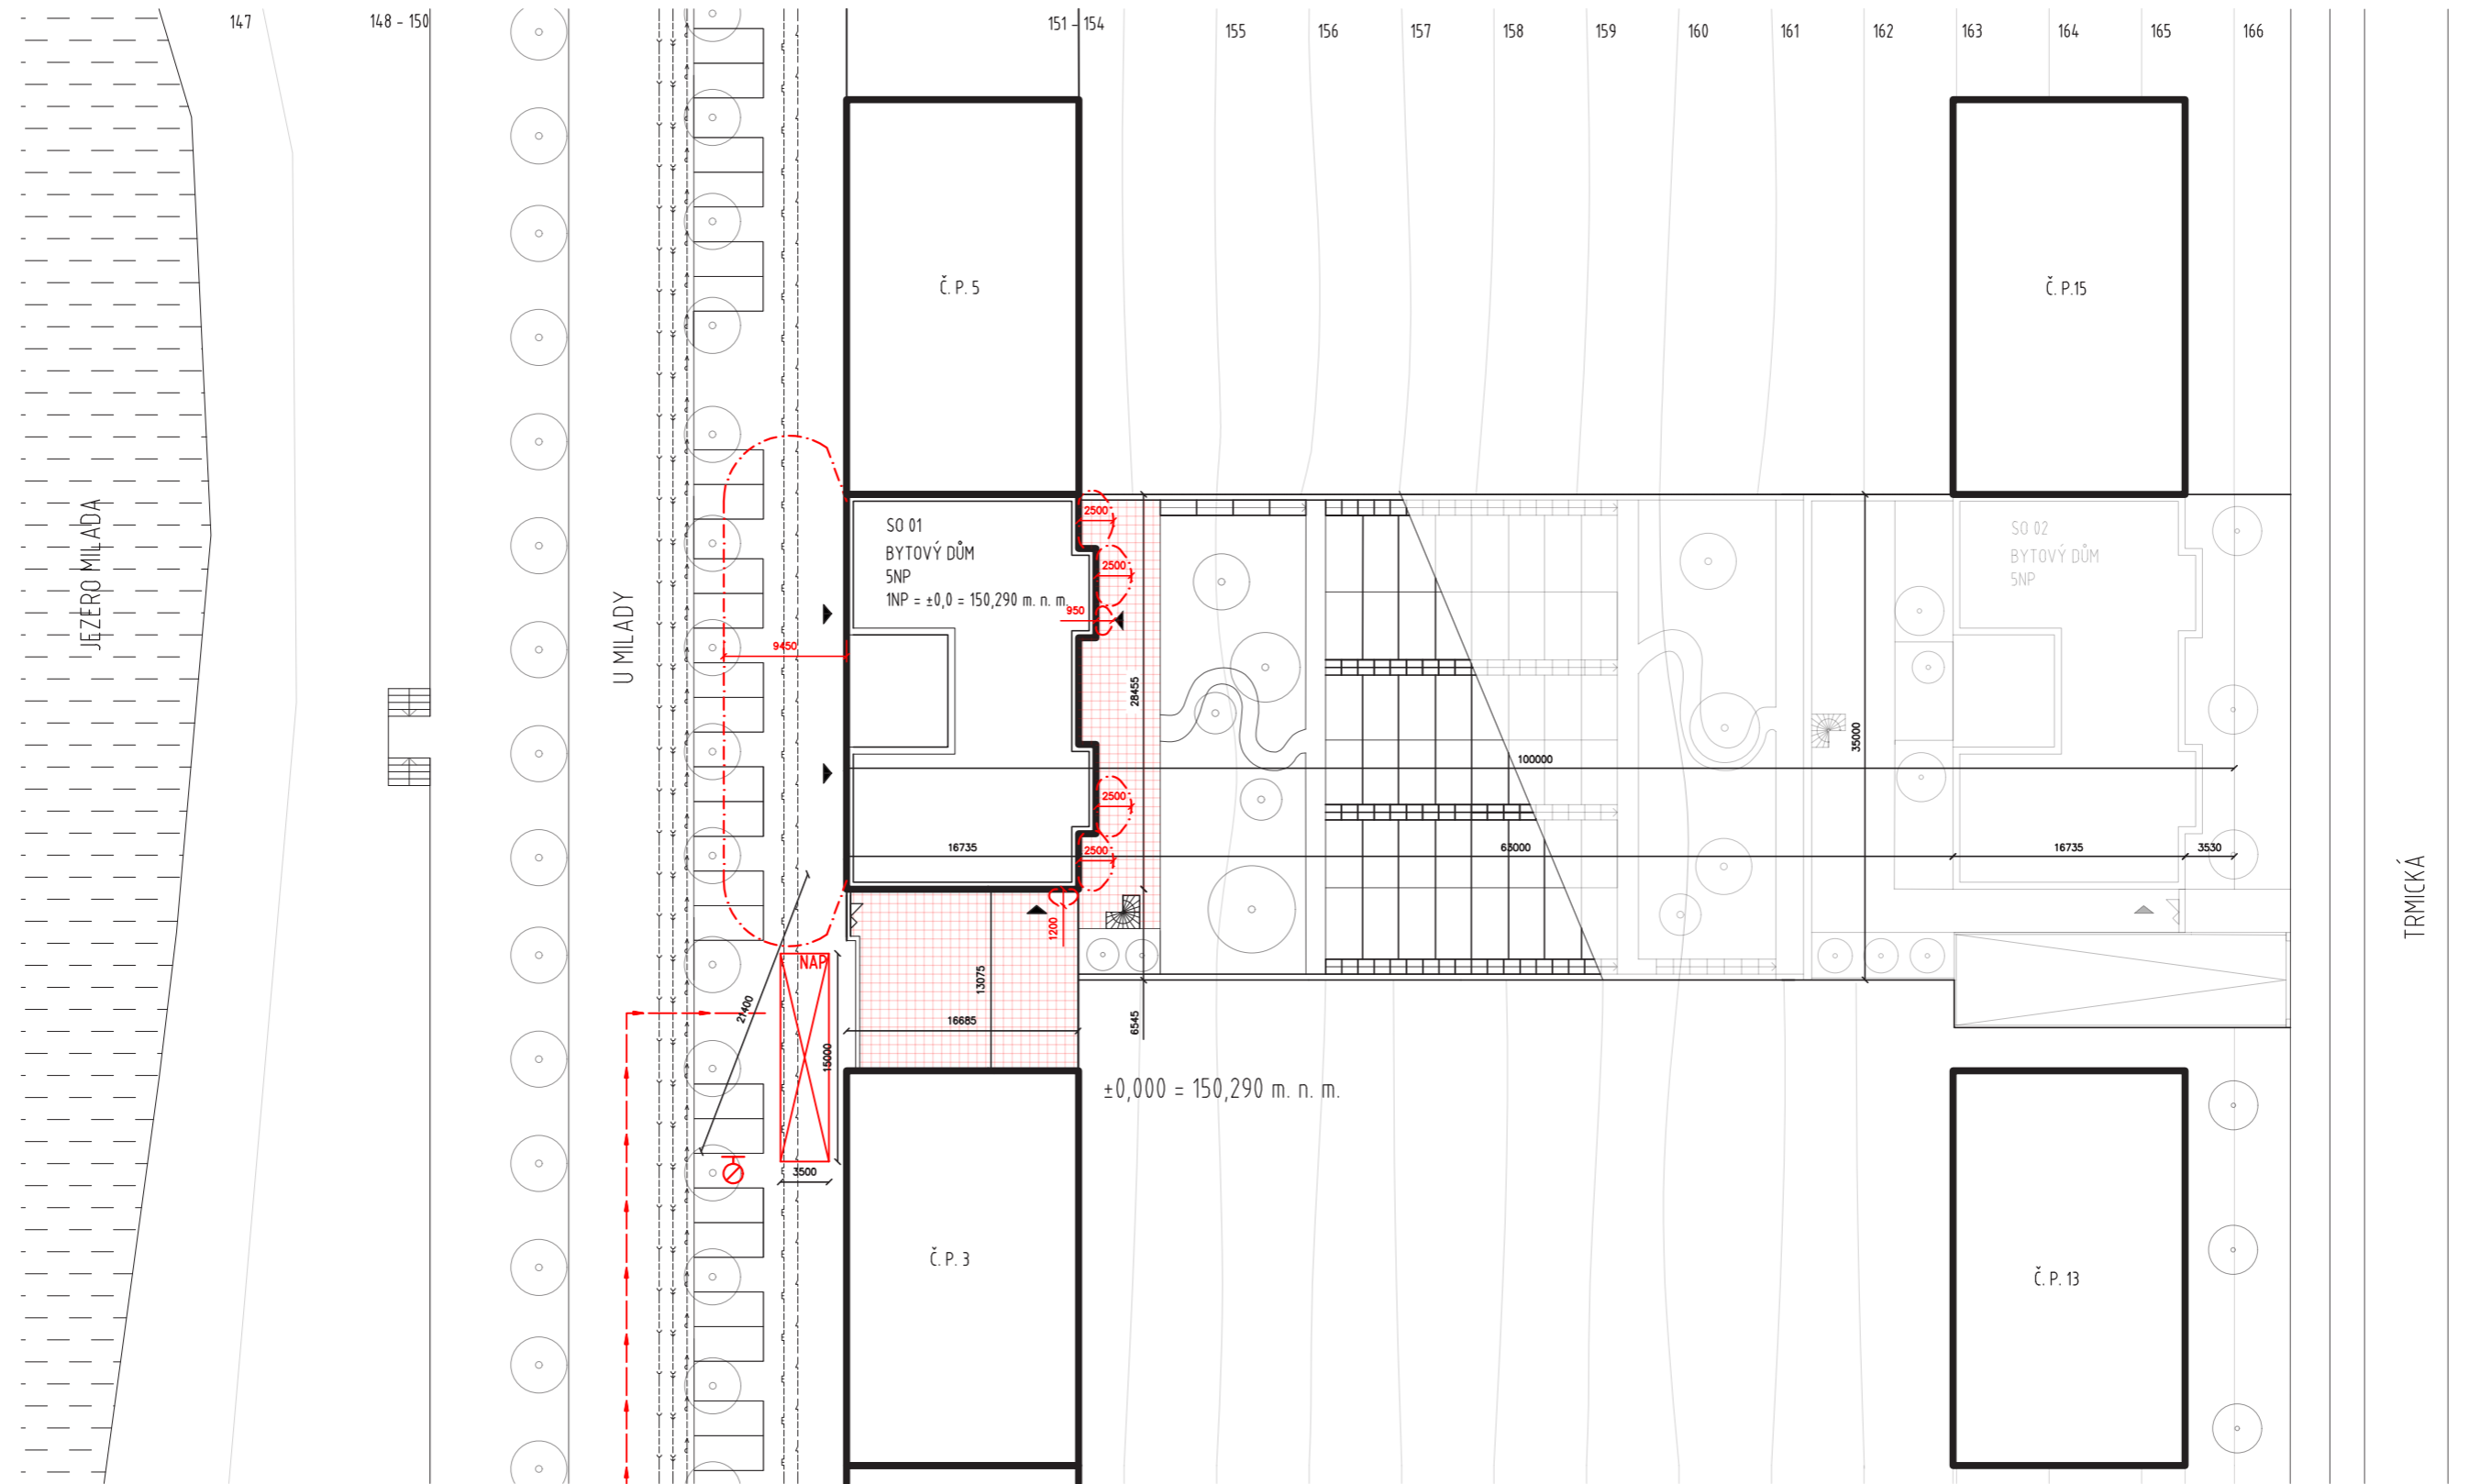 147
148 - 150
151 - 154
155
156
157
158
159
160
161
162
163
164
165
166
Č. P. 5
Č. P.15
JEZERO MILADA
U MILADY
TRMICKÁ
SO 01
BYTOVÝ DŮM
5NP
1NP = ±0,0 = 150,290 m. n. m.
SO 02
BYTOVÝ DŮM
5NP
2500
2500
950
9450
28455
35000
100000
2500
16735
2500
63000
16735
3530
1200
NAP
13075
21400
16685
6545
15000
3500
±0,000 = 150,290 m. n. m.
Č. P. 3
Č. P. 13